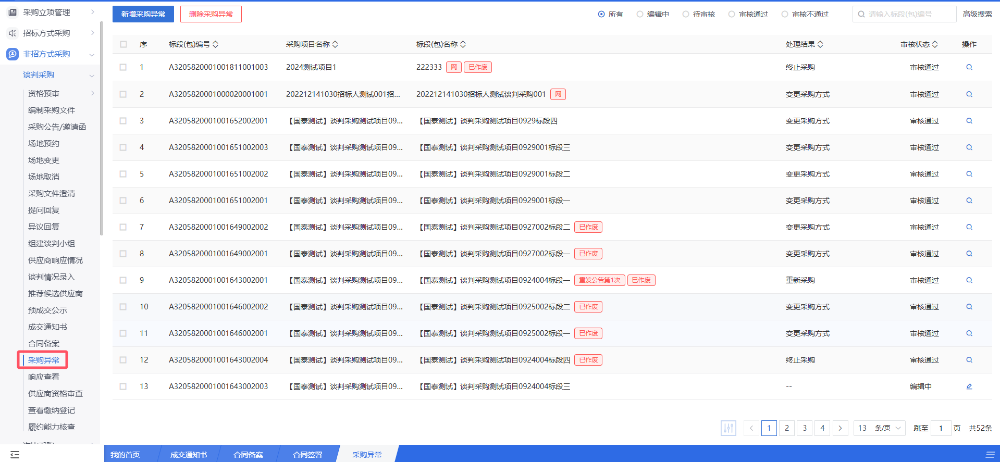 采购立项管理
招标方式采购
非招方式采购
谈判采购
资格预审
编制采购文件
采购公告/邀请函
场地预约
场地变更
场地取消
采购文件澄清
提问回复
异议回复
组建谈判小组
供应商响应情况
谈判情况录入
推荐候选供应商
预成交公示
成交通知书
合同备案
采购异常
响应查看
供应商资格审查
查看缴纳登记
履约能力核查
新增采购异常 删除采购异常 所有 编辑中 待审核 审核通过 审核不通过 请输入标段(包)编号 高级搜索
序 标段(包)编号 采购项目名称 标段(包)名称 处理结果 审核状态 操作
1 A3205820001001811001003 2024测试项目1 222333 网 已作废 终止采购 审核通过
2 A3205820001000020001001 202212141030招标人测试001招... 202212141030招标人测试谈判采购001 网 变更采购方式 审核通过
3 A3205820001001652002001 【国泰测试】谈判采购测试项目09... 【国泰测试】谈判采购测试项目0929标段四 变更采购方式 审核通过
4 A3205820001001651002003 【国泰测试】谈判采购测试项目09... 【国泰测试】谈判采购测试项目0929001标段三 变更采购方式 审核通过
5 A3205820001001651002002 【国泰测试】谈判采购测试项目09... 【国泰测试】谈判采购测试项目0929001标段二 变更采购方式 审核通过
6 A3205820001001651002001 【国泰测试】谈判采购测试项目09... 【国泰测试】谈判采购测试项目0929001标段一 变更采购方式 审核通过
7 A3205820001001649002002 【国泰测试】谈判采购测试项目09... 【国泰测试】谈判采购测试项目0927002标段二 已作废 变更采购方式 审核通过
8 A3205820001001649002001 【国泰测试】谈判采购测试项目09... 【国泰测试】谈判采购测试项目0927002标段一 已作废 变更采购方式 审核通过
9 A3205820001001643002001 【国泰测试】谈判采购测试项目09... 【国泰测试】谈判采购测试项目0924004标段一 重发公告第1次 已作废 重新采购 审核通过
10 A3205820001001646002002 【国泰测试】谈判采购测试项目09... 【国泰测试】谈判采购测试项目0925002标段二 已作废 变更采购方式 审核通过
11 A3205820001001646002001 【国泰测试】谈判采购测试项目09... 【国泰测试】谈判采购测试项目0925002标段一 已作废 变更采购方式 审核通过
12 A3205820001001643002004 【国泰测试】谈判采购测试项目09... 【国泰测试】谈判采购测试项目0924004标段四 已作废 终止采购 审核通过
13 A3205820001001643002003 【国泰测试】谈判采购测试项目09... 【国泰测试】谈判采购测试项目0924004标段三 -- 编辑中
1 2 3 4 13 条/页 跳至 1 页 共52条
我的首页 成交通知书 合同备案 合同签署 采购异常